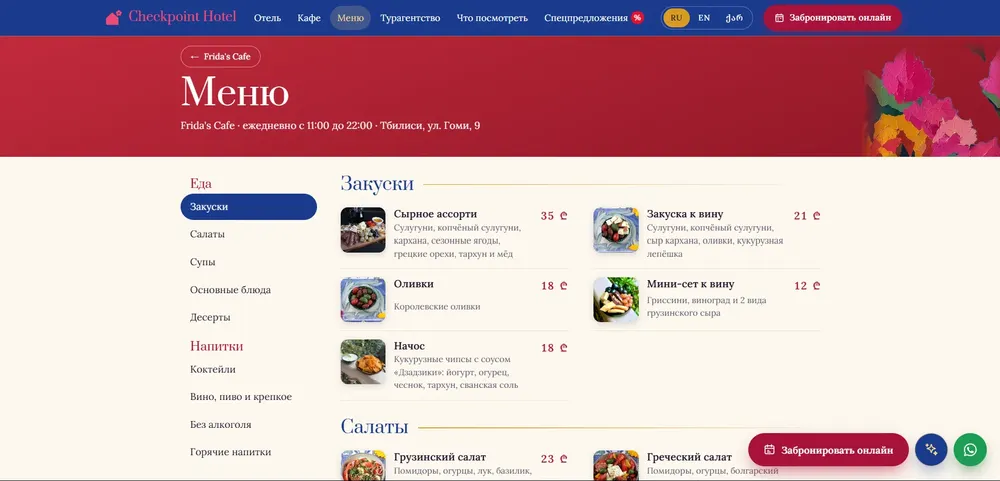 Checkpoint Hotel
Отель
Кафе
Меню
Турагентство
Что посмотреть
Спецпредложения %
RU
EN
ქარ
Забронировать онлайн
← Frida's Cafe
Меню
Frida's Cafe · ежедневно с 11:00 до 22:00 · Тбилиси, ул. Гоми, 9
Еда
Закуски
Салаты
Супы
Основные блюда
Десерты
Напитки
Коктейли
Вино, пиво и крепкое
Без алкоголя
Горячие напитки
Закуски
Сырное ассорти 35 ₾
Сулугуни, копчёный сулугуни,
кархана, сезонные ягоды,
грецкие орехи, тархун и мёд
Закуска к вину 21 ₾
Сулугуни, копчёный сулугуни,
сыр кархана, оливки, кукурузная
лепёшка
Оливки 18 ₾
Королевские оливки
Мини-сет к вину 12 ₾
Гриссини, виноград и 2 вида
грузинского сыра
Начос 18 ₾
Кукурузные чипсы с соусом
«Дзадзики»: йогурт, огурец,
чеснок, тархун, сванская соль
Салаты
Грузинский салат 23 ₾
Помидоры, огурцы, лук, базилик,
Греческий салат
Помидоры, огурцы, болгарский
Забронировать онлайн